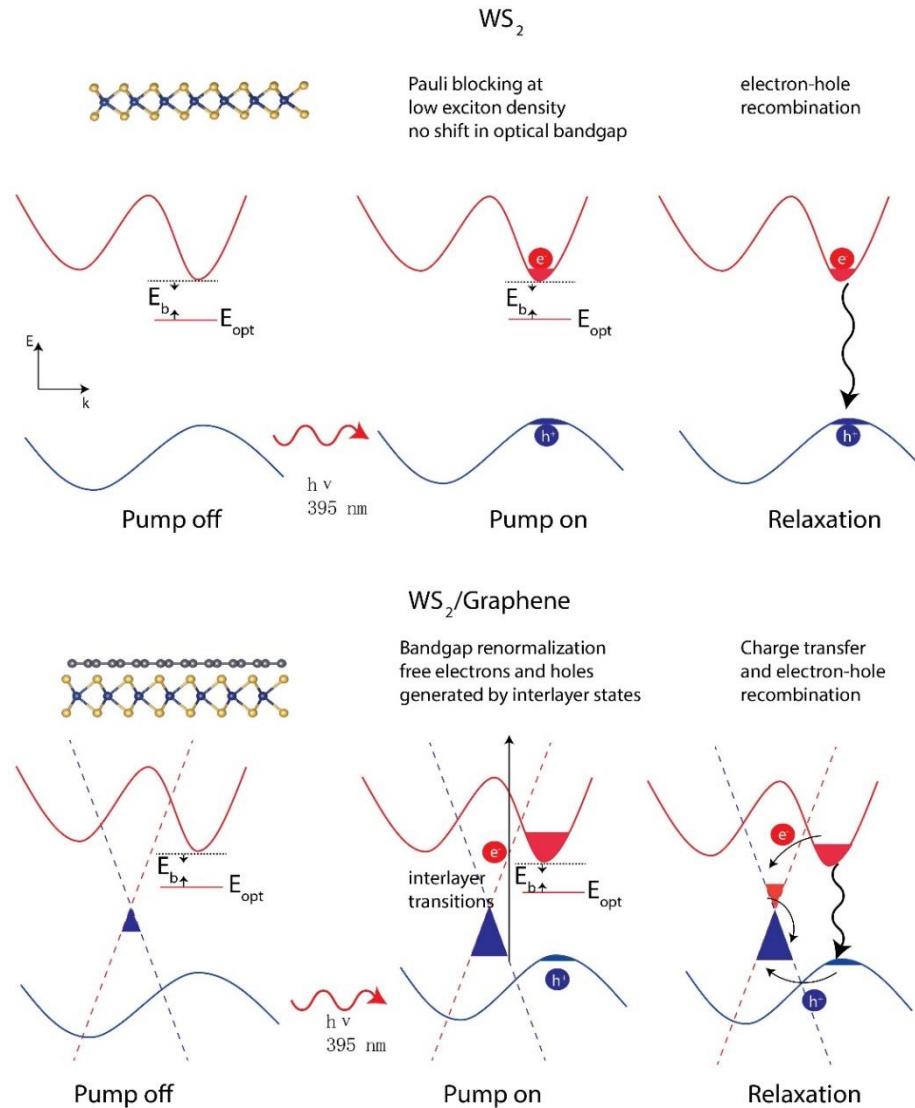 WS2
Pauli blocking at
low exciton density
no shift in optical bandgap
electron-hole
recombination
Eb
Eopt
E
k
hν
395 nm
e-
Eb
Eopt
h+
e-
h+
Pump off
Pump on
Relaxation
WS2/Graphene
Bandgap renormalization
free electrons and holes
generated by interlayer states
Charge transfer
and electron-hole
recombination
Eb
Eopt
hν
395 nm
e-
interlayer
transitions
Eb
Eopt
h+
e-
h+
Pump off
Pump on
Relaxation